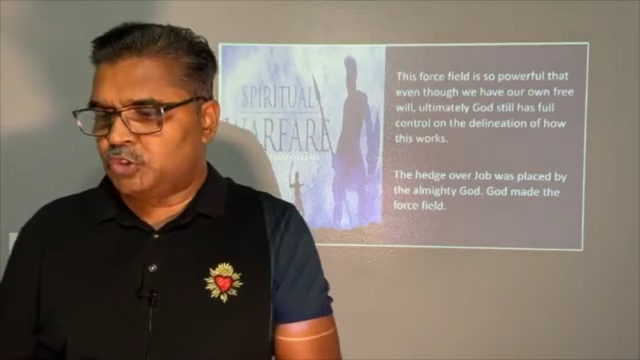 SPIRITUAL
WARFARE
This force field is so powerful that
even though we have our own free
will, ultimately God still has full
control on the delineation of how
this works.
The hedge over Job was placed by
the almighty God. God made the
force field.